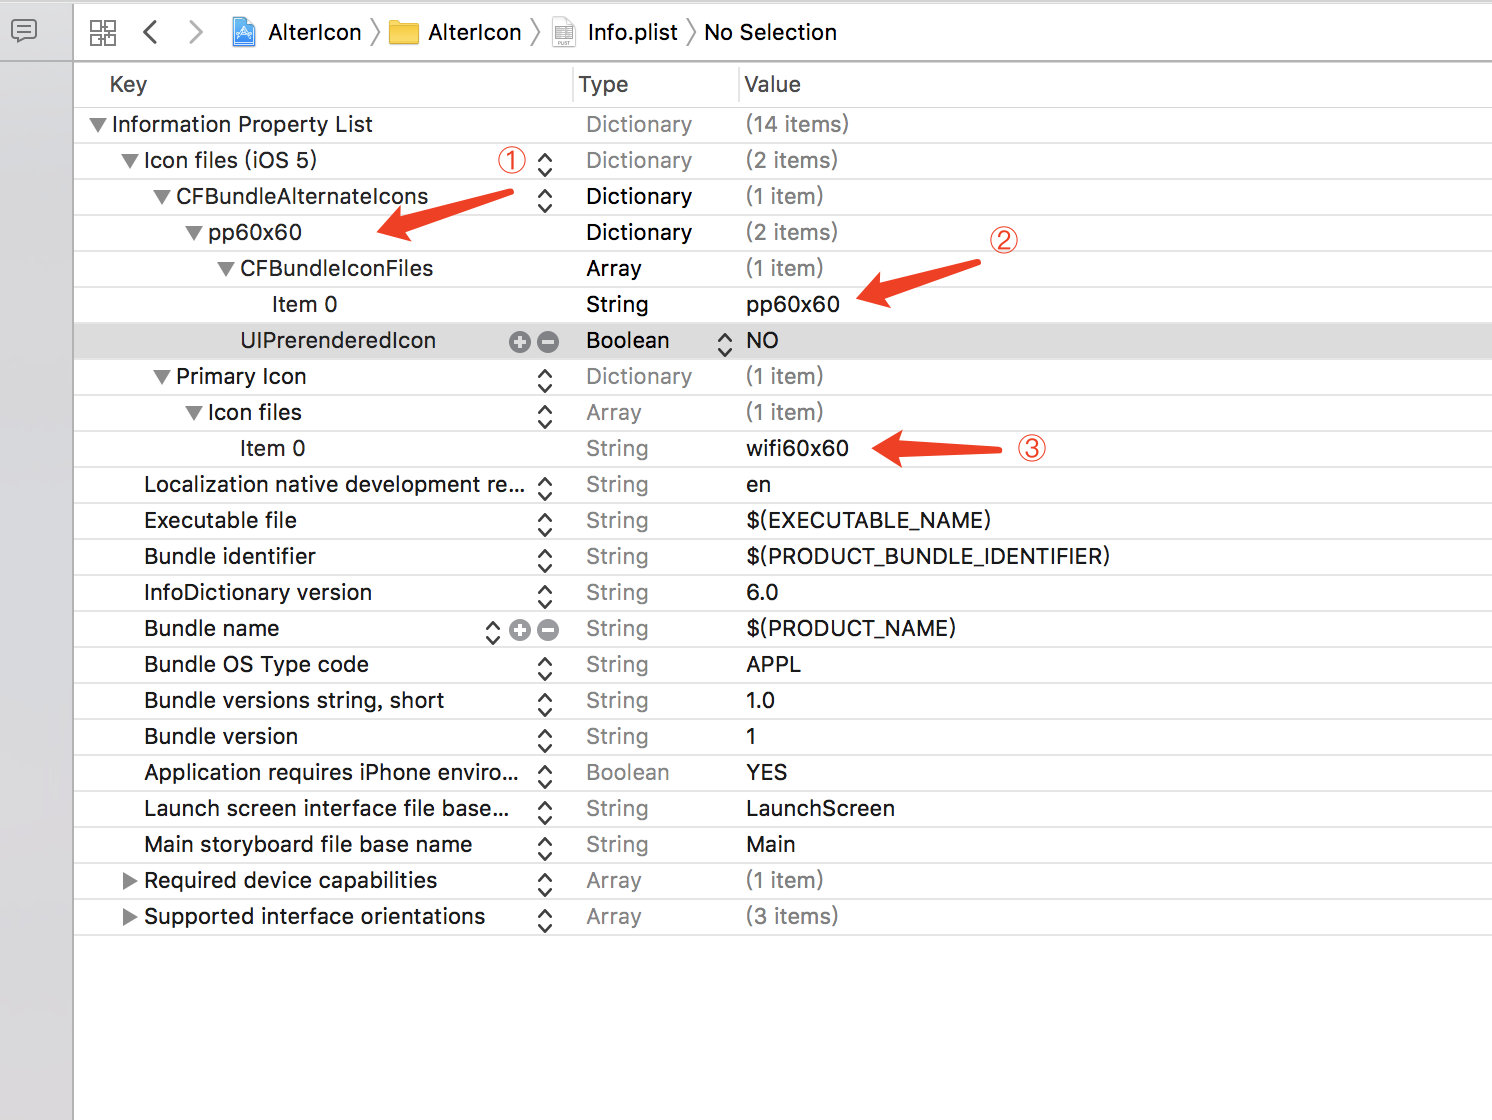 AlterIcon AlterIcon Info.plist No Selection
Key Type Value
Information Property List Dictionary (14 items)
Icon files (iOS 5) ① Dictionary (2 items)
CFBundleAlternateIcons Dictionary (1 item)
pp60x60 Dictionary (2 items)
②
CFBundleIconFiles Array (1 item)
Item 0 String pp60x60
UIPrerenderedIcon Boolean NO
Primary Icon Dictionary (1 item)
Icon files Array (1 item)
Item 0 String wifi60x60 ③
Localization native development re... String en
Executable file String $(EXECUTABLE_NAME)
Bundle identifier String $(PRODUCT_BUNDLE_IDENTIFIER)
InfoDictionary version String 6.0
Bundle name String $(PRODUCT_NAME)
Bundle OS Type code String APPL
Bundle versions string, short String 1.0
Bundle version String 1
Application requires iPhone enviro... Boolean YES
Launch screen interface file base... String LaunchScreen
Main storyboard file base name String Main
Required device capabilities Array (1 item)
Supported interface orientations Array (3 items)